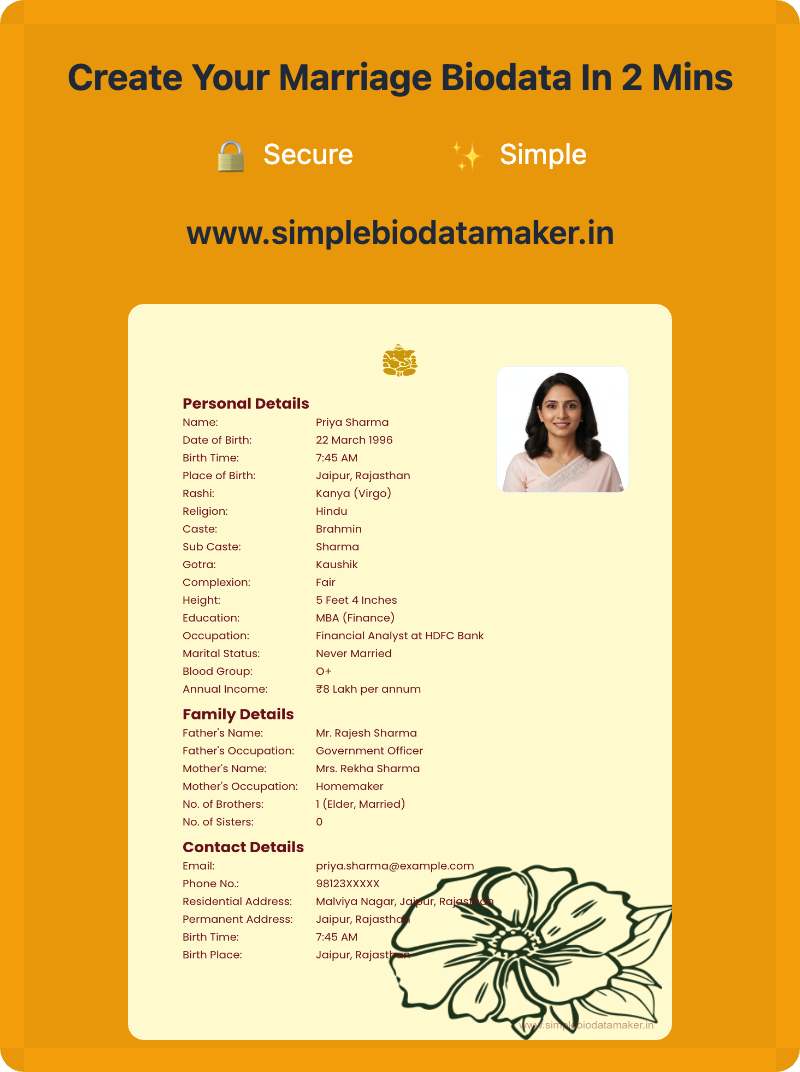 Create Your Marriage Biodata In 2 Mins
Secure Simple
www.simplebiodatamaker.in
Personal Details
Name: Priya Sharma
Date of Birth: 22 March 1996
Birth Time: 7:45 AM
Place of Birth: Jaipur, Rajasthan
Rashi: Kanya (Virgo)
Religion: Hindu
Caste: Brahmin
Sub Caste: Sharma
Gotra: Kaushik
Complexion: Fair
Height: 5 Feet 4 Inches
Education: MBA (Finance)
Occupation: Financial Analyst at HDFC Bank
Marital Status: Never Married
Blood Group: O+
Annual Income: ₹8 Lakh per annum
Family Details
Father's Name: Mr. Rajesh Sharma
Father's Occupation: Government Officer
Mother's Name: Mrs. Rekha Sharma
Mother's Occupation: Homemaker
No. of Brothers: 1 (Elder, Married)
No. of Sisters: 0
Contact Details
Email: priya.sharma@example.com
Phone No.: 98123XXXXX
Residential Address: Malviya Nagar, Jaipur, Rajasthan
Permanent Address: Jaipur, Rajasthan
Birth Time: 7:45 AM
Birth Place: Jaipur, Rajasthan
www.simplebiodatamaker.in